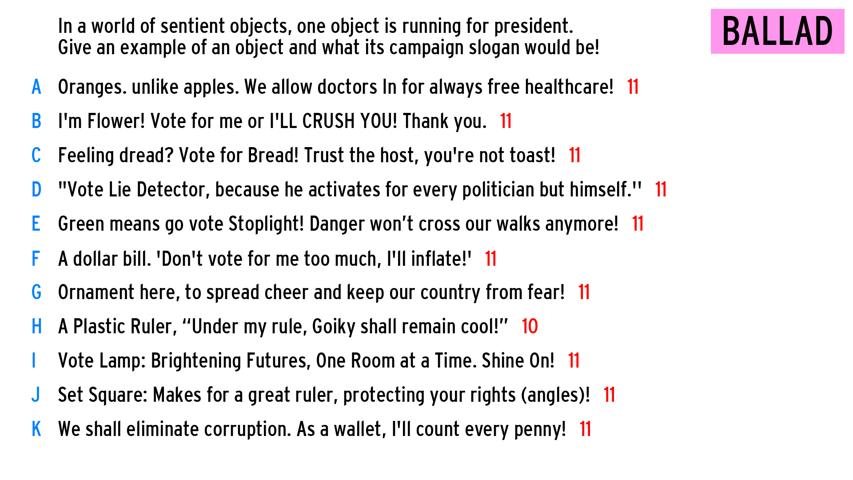 In a world of sentient objects, one object is running for president.
Give an example of an object and what its campaign slogan would be!
BALLAD
A Oranges. unlike apples. We allow doctors In for always free healthcare! 11
B I'm Flower! Vote for me or I'LL CRUSH YOU! Thank you. 11
C Feeling dread? Vote for Bread! Trust the host, you're not toast! 11
D "Vote Lie Detector, because he activates for every politician but himself.'' 11
E Green means go vote Stoplight! Danger won’t cross our walks anymore! 11
F A dollar bill. 'Don't vote for me too much, I'll inflate!' 11
G Ornament here, to spread cheer and keep our country from fear! 11
H A Plastic Ruler, “Under my rule, Goiky shall remain cool!” 10
I Vote Lamp: Brightening Futures, One Room at a Time. Shine On! 11
J Set Square: Makes for a great ruler, protecting your rights (angles)! 11
K We shall eliminate corruption. As a wallet, I'll count every penny! 11